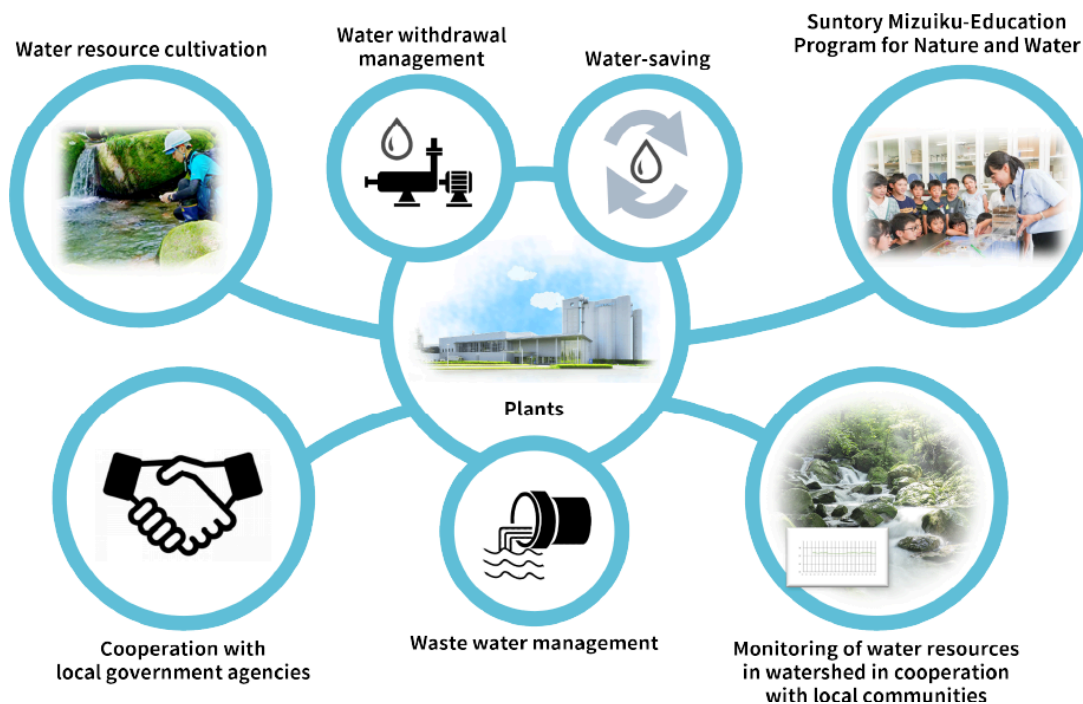 Water resource cultivation
Water withdrawal
management
Water-saving
Suntory Mizuiku-Education
Program for Nature and Water
Plants
Cooperation with
local government agencies
Waste water management
Monitoring of water resources
in watershed in cooperation
with local communities